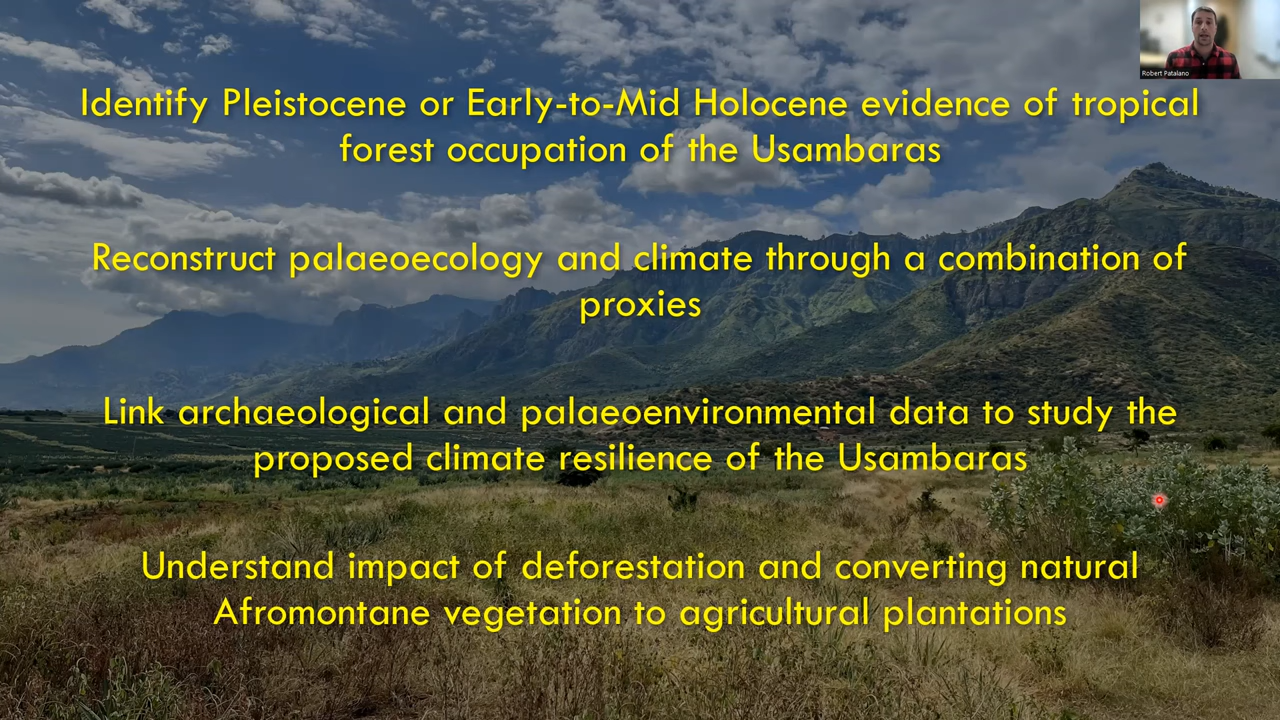 Robert Patalano
Identify Pleistocene or Early-to-Mid Holocene evidence of tropical
forest occupation of the Usambaras
Reconstruct palaeoecology and climate through a combination of
proxies
Link archaeological and palaeoenvironmental data to study the
proposed climate resilience of the Usambaras
Understand impact of deforestation and converting natural
Afromontane vegetation to agricultural plantations